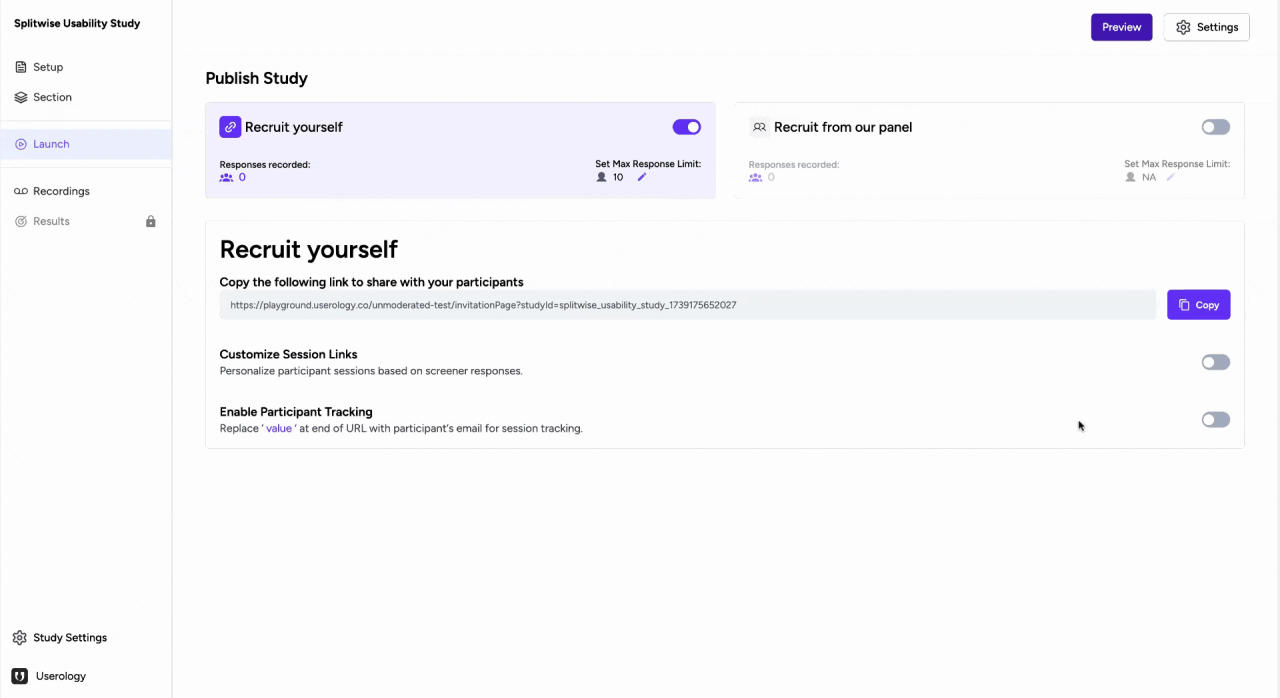 Splitwise Usability Study
Preview
Settings
Setup
Section
Launch
Recordings
Results
Publish Study
Recruit yourself
Responses recorded:
0
Set Max Response Limit:
10
Recruit from our panel
Responses recorded:
0
Set Max Response Limit:
NA
Recruit yourself
Copy the following link to share with your participants
https://playground.userology.co/unmoderated-test/invitationPage?studyId=splitwise_usability_study_1739175652027
Copy
Customize Session Links
Personalize participant sessions based on screener responses.
Enable Participant Tracking
Replace ‘ value ‘ at end of URL with participant’s email for session tracking.
Study Settings
Userology